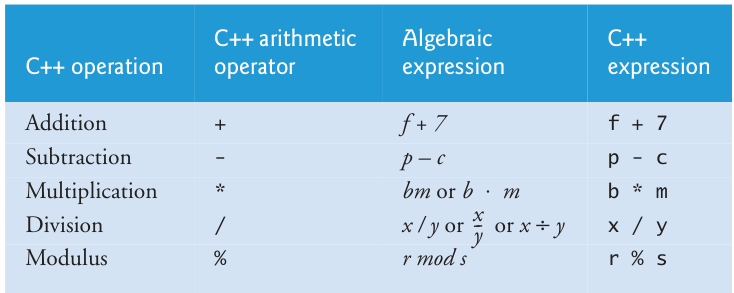 C++ operation C++ arithmetic operator Algebraic expression C++ expression
Addition + f + 7 f + 7
Subtraction - p – c p - c
Multiplication * bm or b · m b * m
Division / x / y or x/y or x ÷ y x / y
Modulus % r mod s r % s